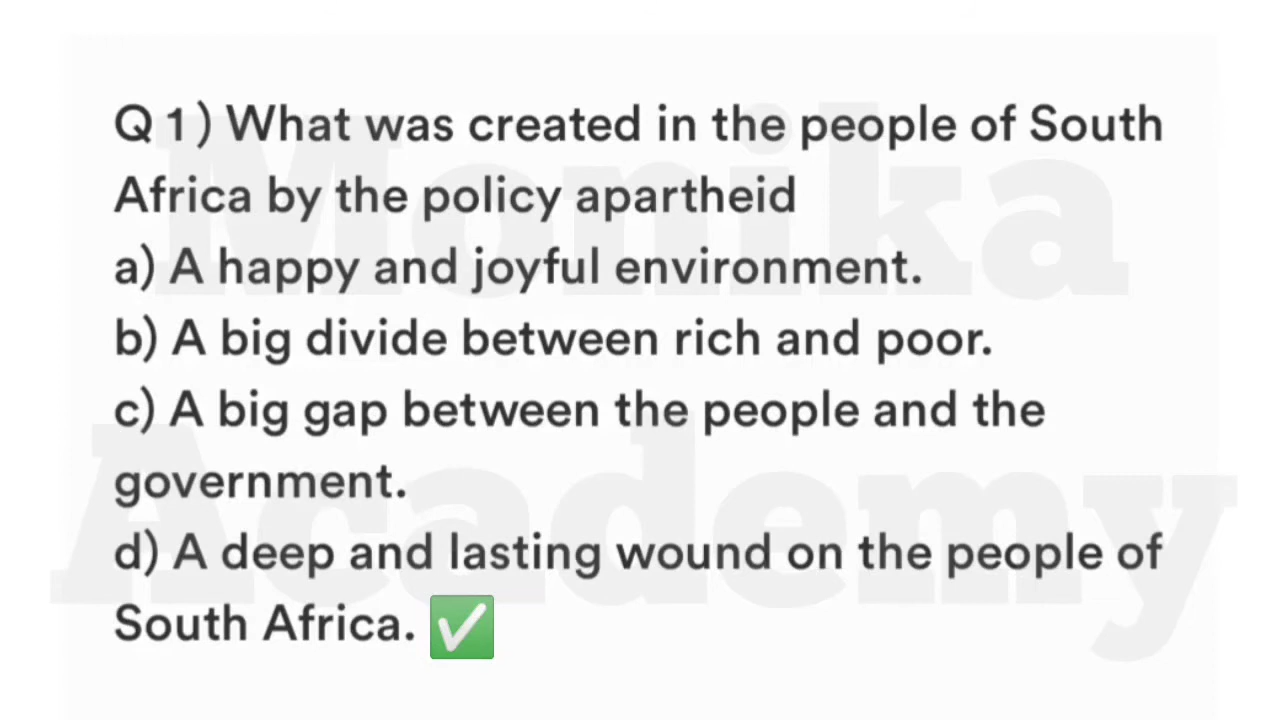 Q 1 ) What was created in the people of South
Africa by the policy apartheid
a) A happy and joyful environment.
b) A big divide between rich and poor.
c) A big gap between the people and the
government.
d) A deep and lasting wound on the people of
South Africa. ✅
Monika
Academy